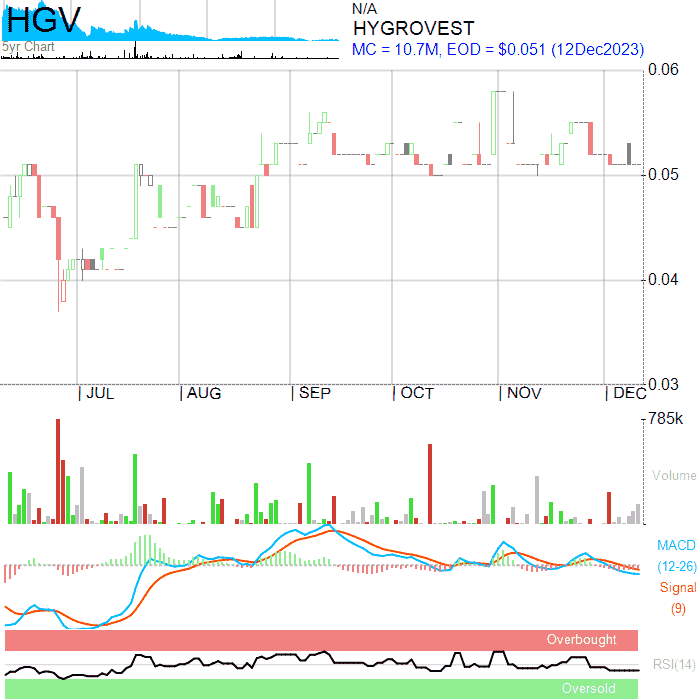 HGV
5yr Chart
N/A
HYGROVEST
MC = 10.7M, EOD = $0.051 (12Dec2023)
0.06
0.05
0.04
0.03
JUL
AUG
SEP
OCT
NOV
DEC
785k
Volume
MACD
(12-26)
Signal
(9)
Overbought
RSI(14)
Oversold